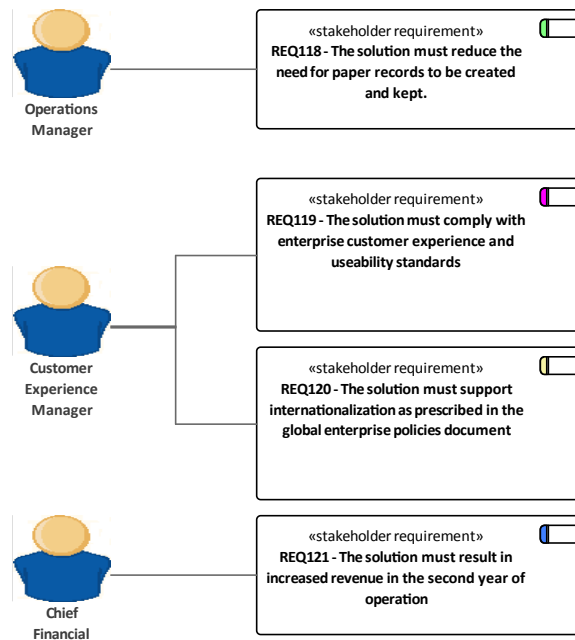 «stakeholder requirement»
REQ118 - The solution must reduce the
need for paper records to be created
and kept.
Operations
Manager
«stakeholder requirement»
REQ119 - The solution must comply with
enterprise customer experience and
useability standards
Customer
Experience
Manager
«stakeholder requirement»
REQ120 - The solution must support
internationalization as prescribed in the
global enterprise policies document
«stakeholder requirement»
REQ121 - The solution must result in
increased revenue in the second year of
operation
Chief
Financial